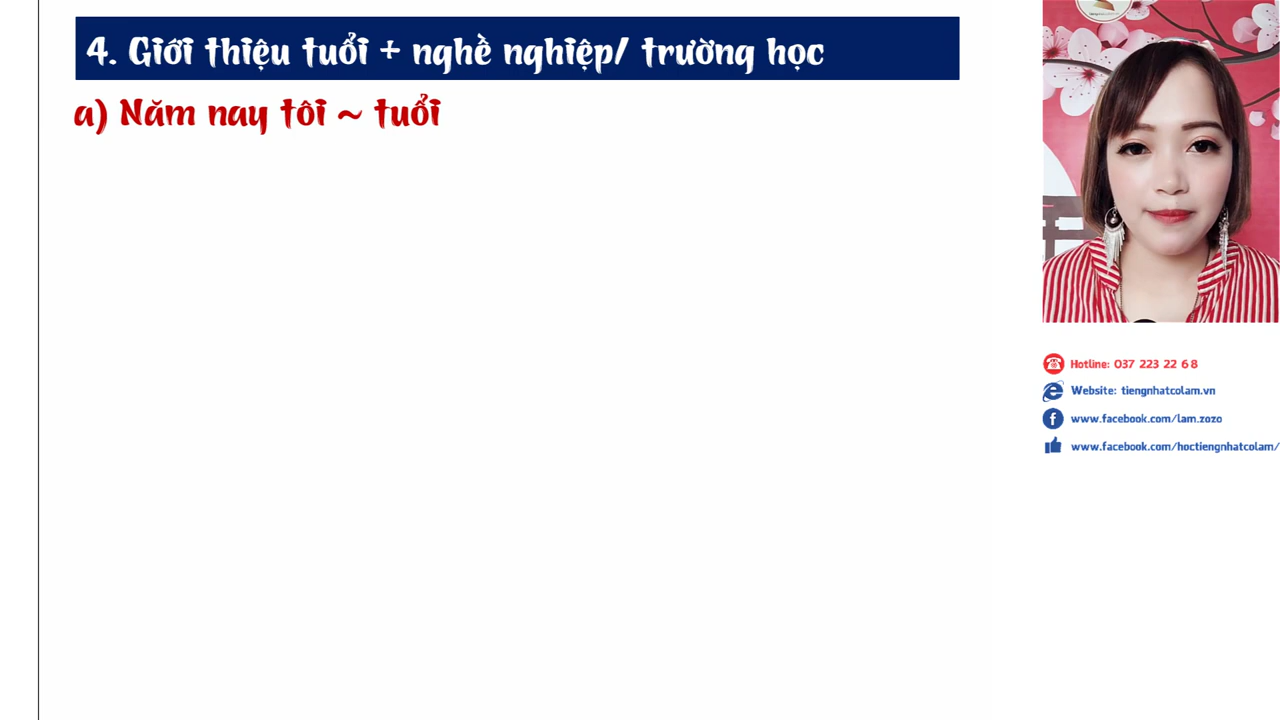 4. Giới thiệu tuổi + nghề nghiệp/ trường học
a) Năm nay tôi ~ tuổi
Hotline: 037 223 22 68
Website: tiengnhatcolam.vn
www.facebook.com/lam.zozo
www.facebook.com/hoctiengnhatcolam/